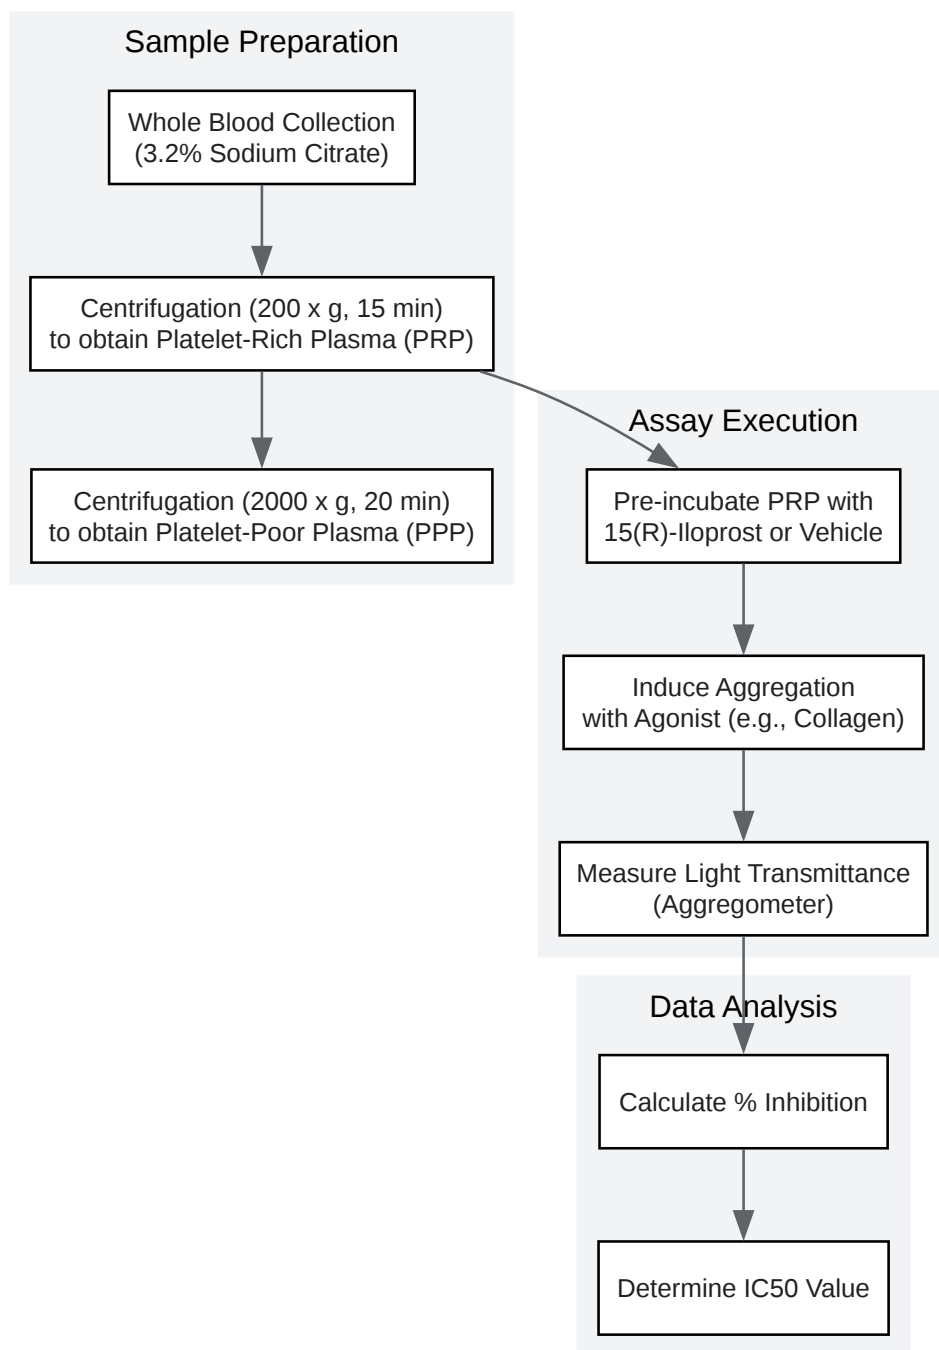 Sample Preparation
Whole Blood Collection
(3.2% Sodium Citrate)
Centrifugation (200 x g, 15 min)
to obtain Platelet-Rich Plasma (PRP)
Centrifugation (2000 x g, 20 min)
to obtain Platelet-Poor Plasma (PPP)
Assay Execution
Pre-incubate PRP with
15(R)-Iloprost or Vehicle
Induce Aggregation
with Agonist (e.g., Collagen)
Measure Light Transmittance
(Aggregometer)
Data Analysis
Calculate % Inhibition
Determine IC50 Value